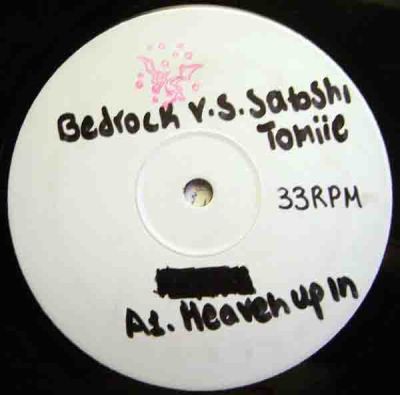 Bedrock V.S. Satoshi
Tomiie
33RPM
A1. Heaven up in